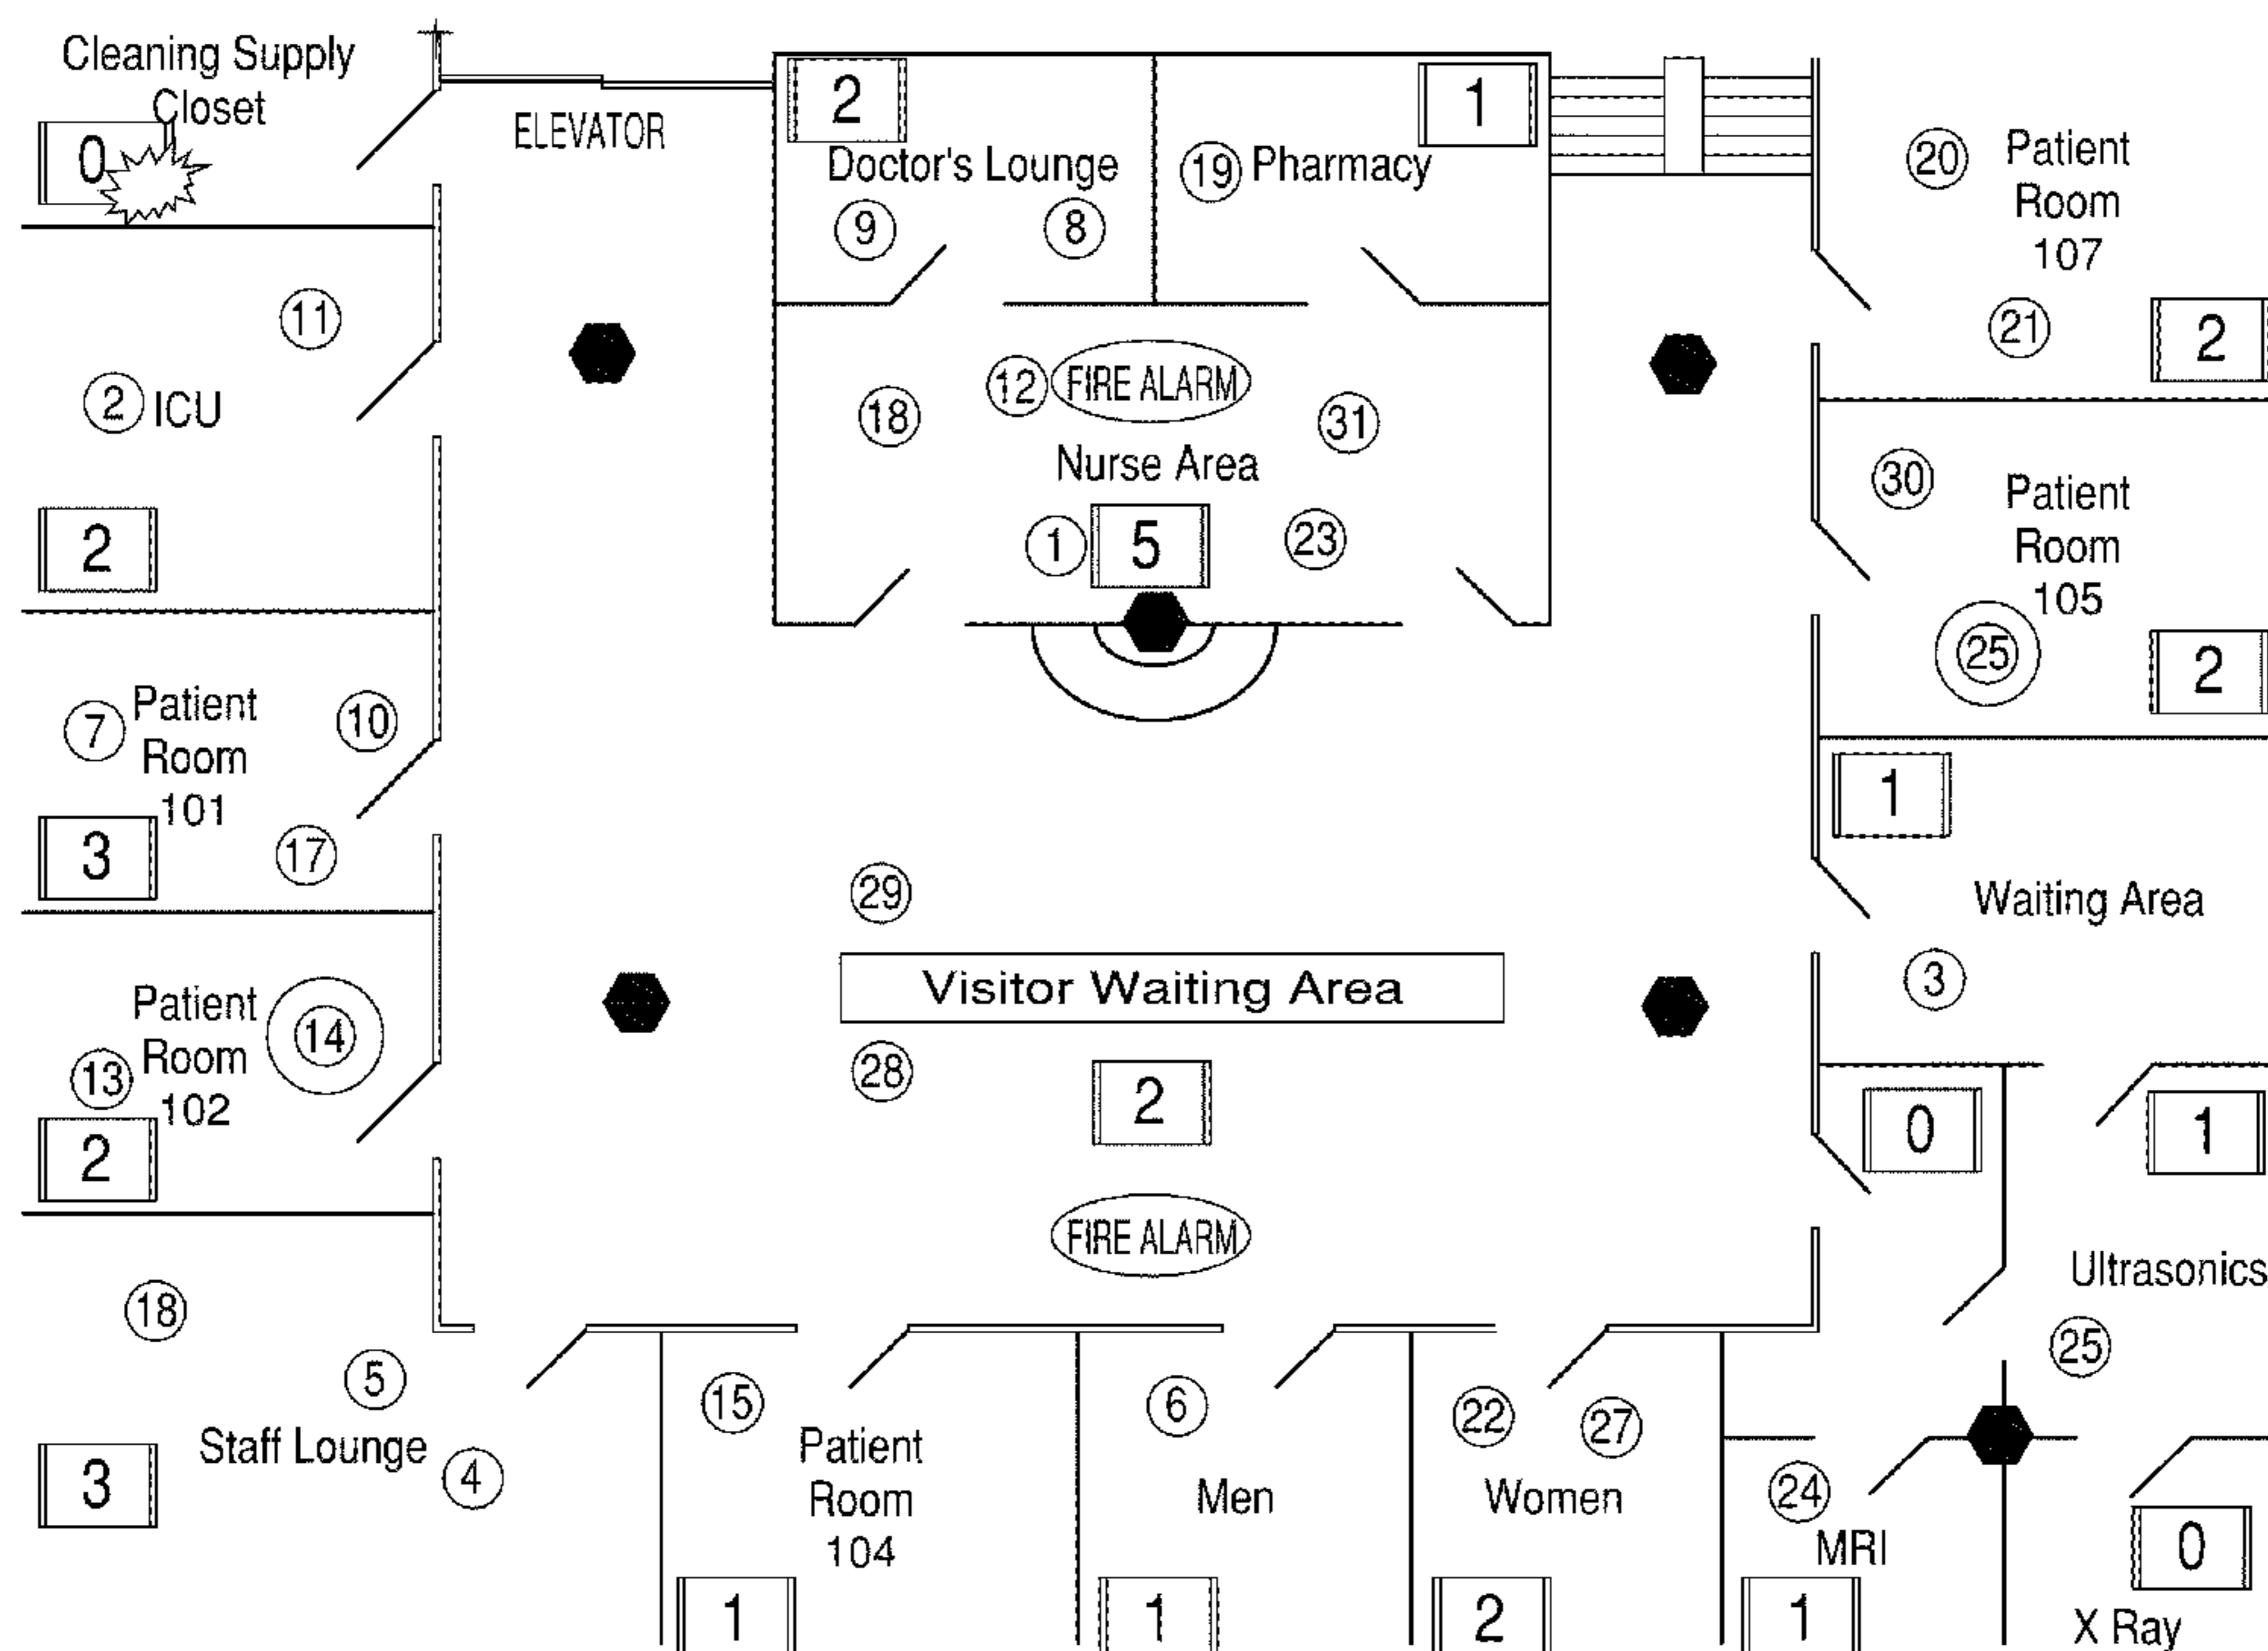 Cleaning Supply
Closet
0
ELEVATOR
2
Doctor's Lounge
9
8
1
19 Pharmacy
20
Patient
Room
107
21
2
11
2 ICU
2
12 FIRE ALARM
18
31
Nurse Area
1
5
23
30
Patient
Room
105
25
2
7
Patient
Room
101
10
3
17
1
Waiting Area
3
29
Visitor Waiting Area
28
2
FIRE ALARM
Patient
Room
102
14
13
2
0
1
Ultrasonics
25
18
5
Staff Lounge
4
3
15
Patient
Room
104
1
6
Men
1
22
27
Women
2
24
MRI
1
0
X Ray